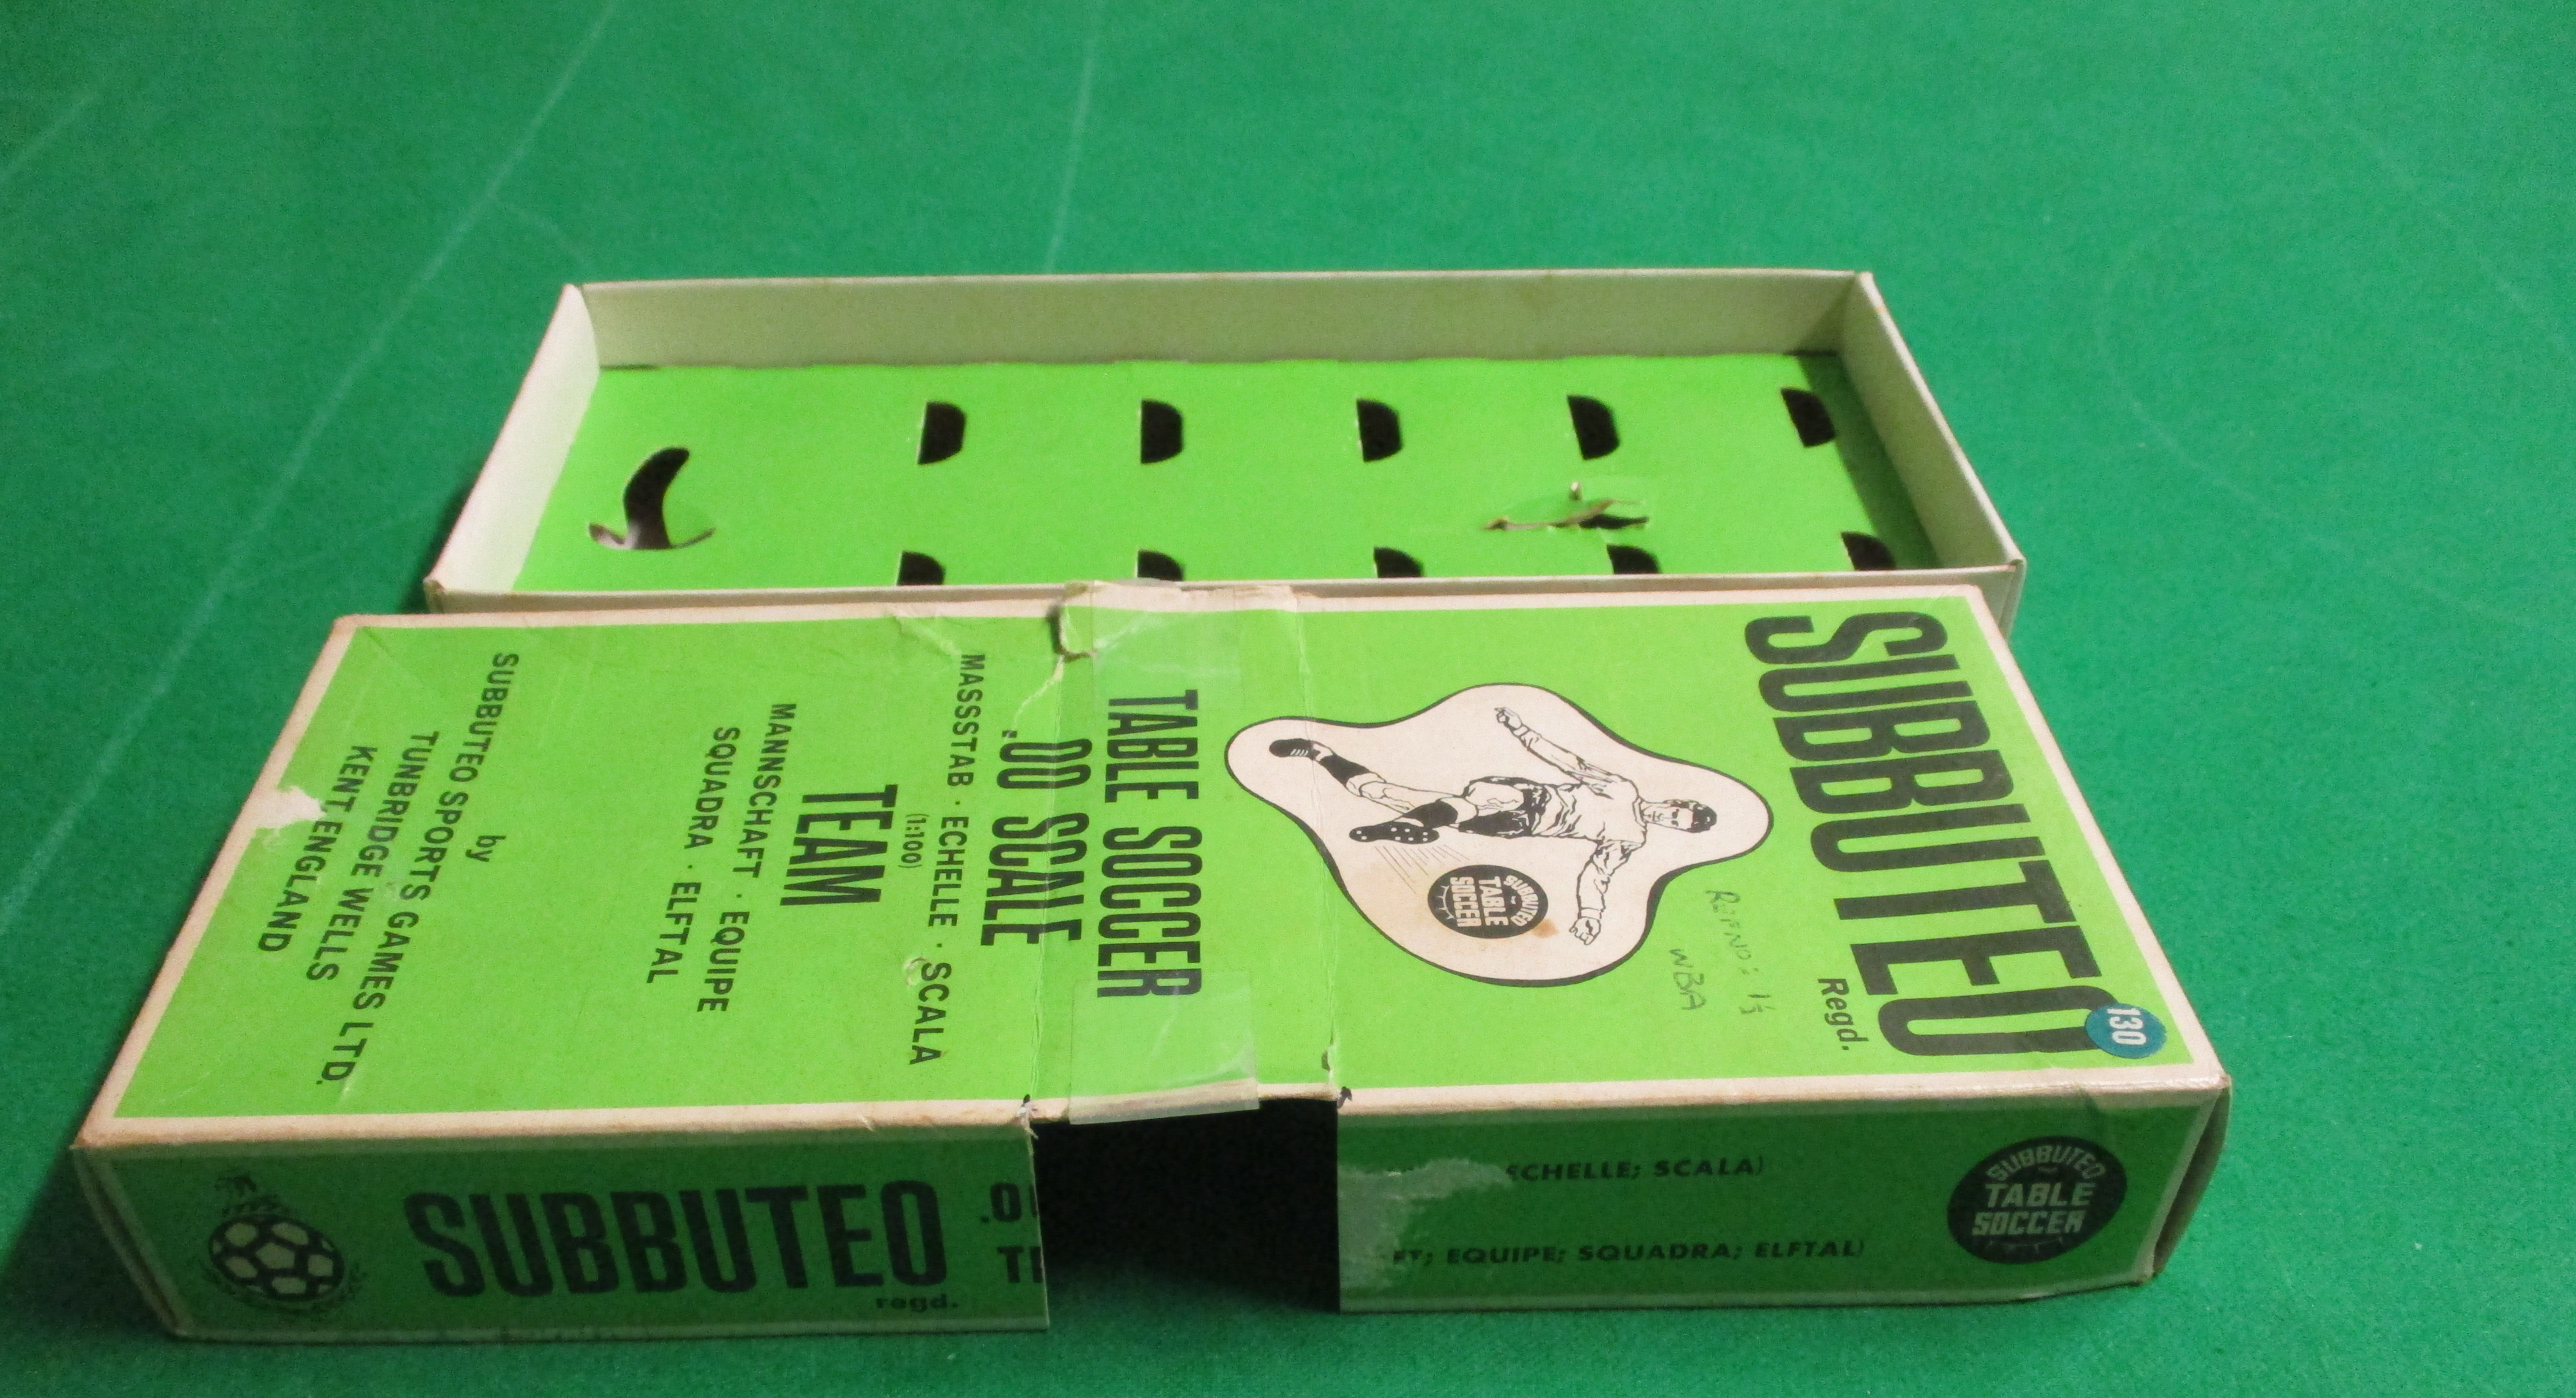 SUBBUTEO
Regd.
130
WBA
SUBBUTEO
TABLE
SOCCER
TABLE SOCCER
.00 SCALE
MASSSTAB · ECHELLE · SCALA
(1:100)
TEAM
MANNSCHAFT · EQUIPE
SQUADRA · ELFTAL
by
SUBBUTEO SPORTS GAMES LTD.
TUNBRIDGE WELLS
KENT ENGLAND
SUBBUTEO
regd.
ECHELLE; SCALA)
EQUIPE; SQUADRA; ELFTAL)
SUBBUTEO
TABLE
SOCCER